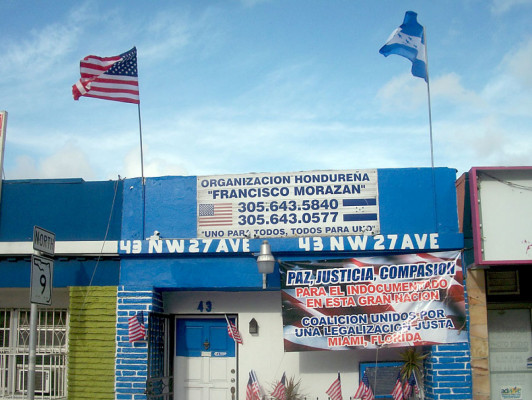 ORGANIZACION HONDUREÑA
"FRANCISCO MORAZAN"
305.643.5840
305.643.0577
"UNO PARA TODOS, TODOS PARA UNO"
43 NW 27 AVE
43 NW 27 AVE
NORTH
9
43
PAZ, JUSTICIA, COMPASION
PARA EL INDOCUMENTADO
EN ESTA GRAN NACION
COALICION UNIDOS POR
UNA LEGALIZACION JUSTA
MIAMI, FLORIDA